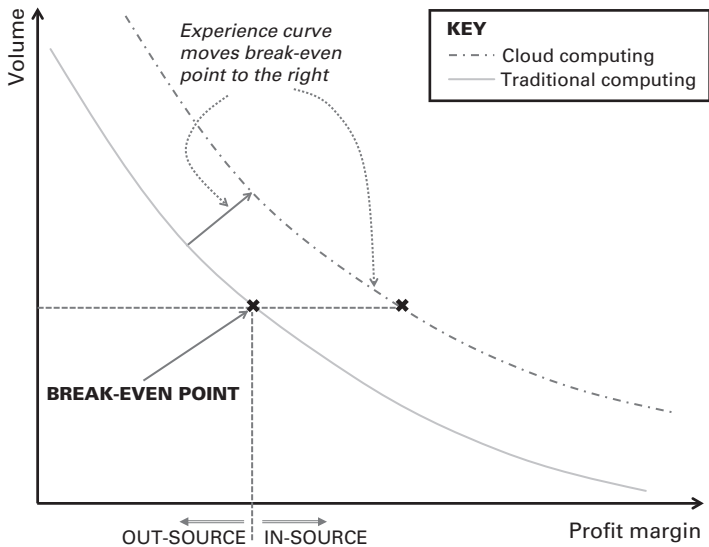 Volume
Experience curve
moves break-even
point to the right
KEY
Cloud computing
Traditional computing
BREAK-EVEN POINT
OUT-SOURCE
IN-SOURCE
Profit margin